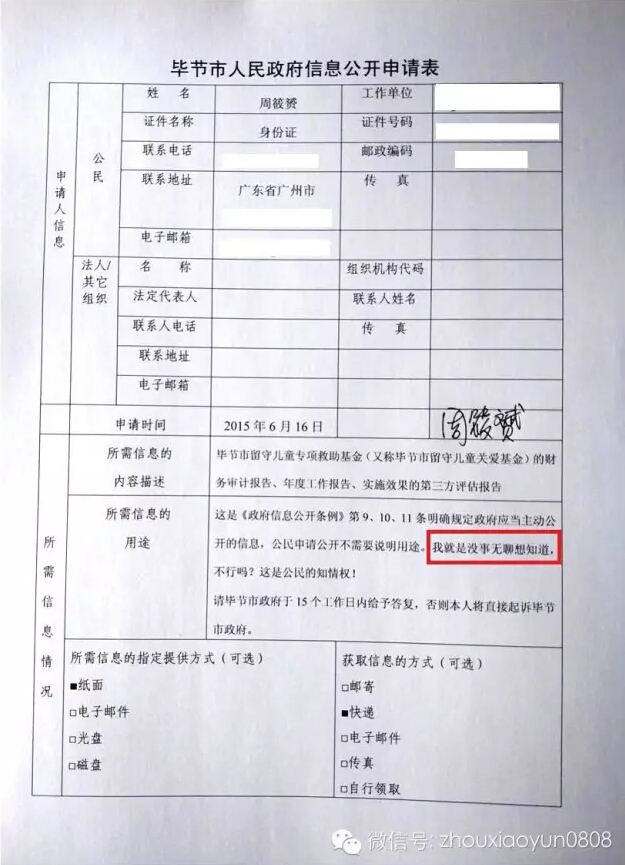 毕节市人民政府信息公开申请表
申请人信息
公民
姓 名 周筱赟 工作单位
证件名称 身份证 证件号码
联系电话 邮政编码
联系地址 广东省广州市 传 真
电子邮箱
法人/其它组织
名 称 组织机构代码
法定代表人 联系人姓名
联系人电话 传 真
联系地址
电子邮箱
申请时间 2015 年 6 月 16 日 周筱赟
所需信息情况
所需信息的内容描述
毕节市留守儿童专项救助基金（又称毕节市留守儿童关爱基金）的财
务审计报告、年度工作报告、实施效果的第三方评估报告
所需信息的用途
这是《政府信息公开条例》第 9、10、11 条明确规定政府应当主动公
开的信息，公民申请公开不需要说明用途。我就是没事无聊想知道，
不行吗？这是公民的知情权！
请毕节市政府于 15 个工作日内给予答复，否则本人将直接起诉毕节
市政府。
所需信息的指定提供方式（可选）
■纸面
□电子邮件
□光盘
□磁盘
获取信息的方式（可选）
□邮寄
■快递
□电子邮件
□传真
□自行领取
微信号: zhouxiaoyun0808